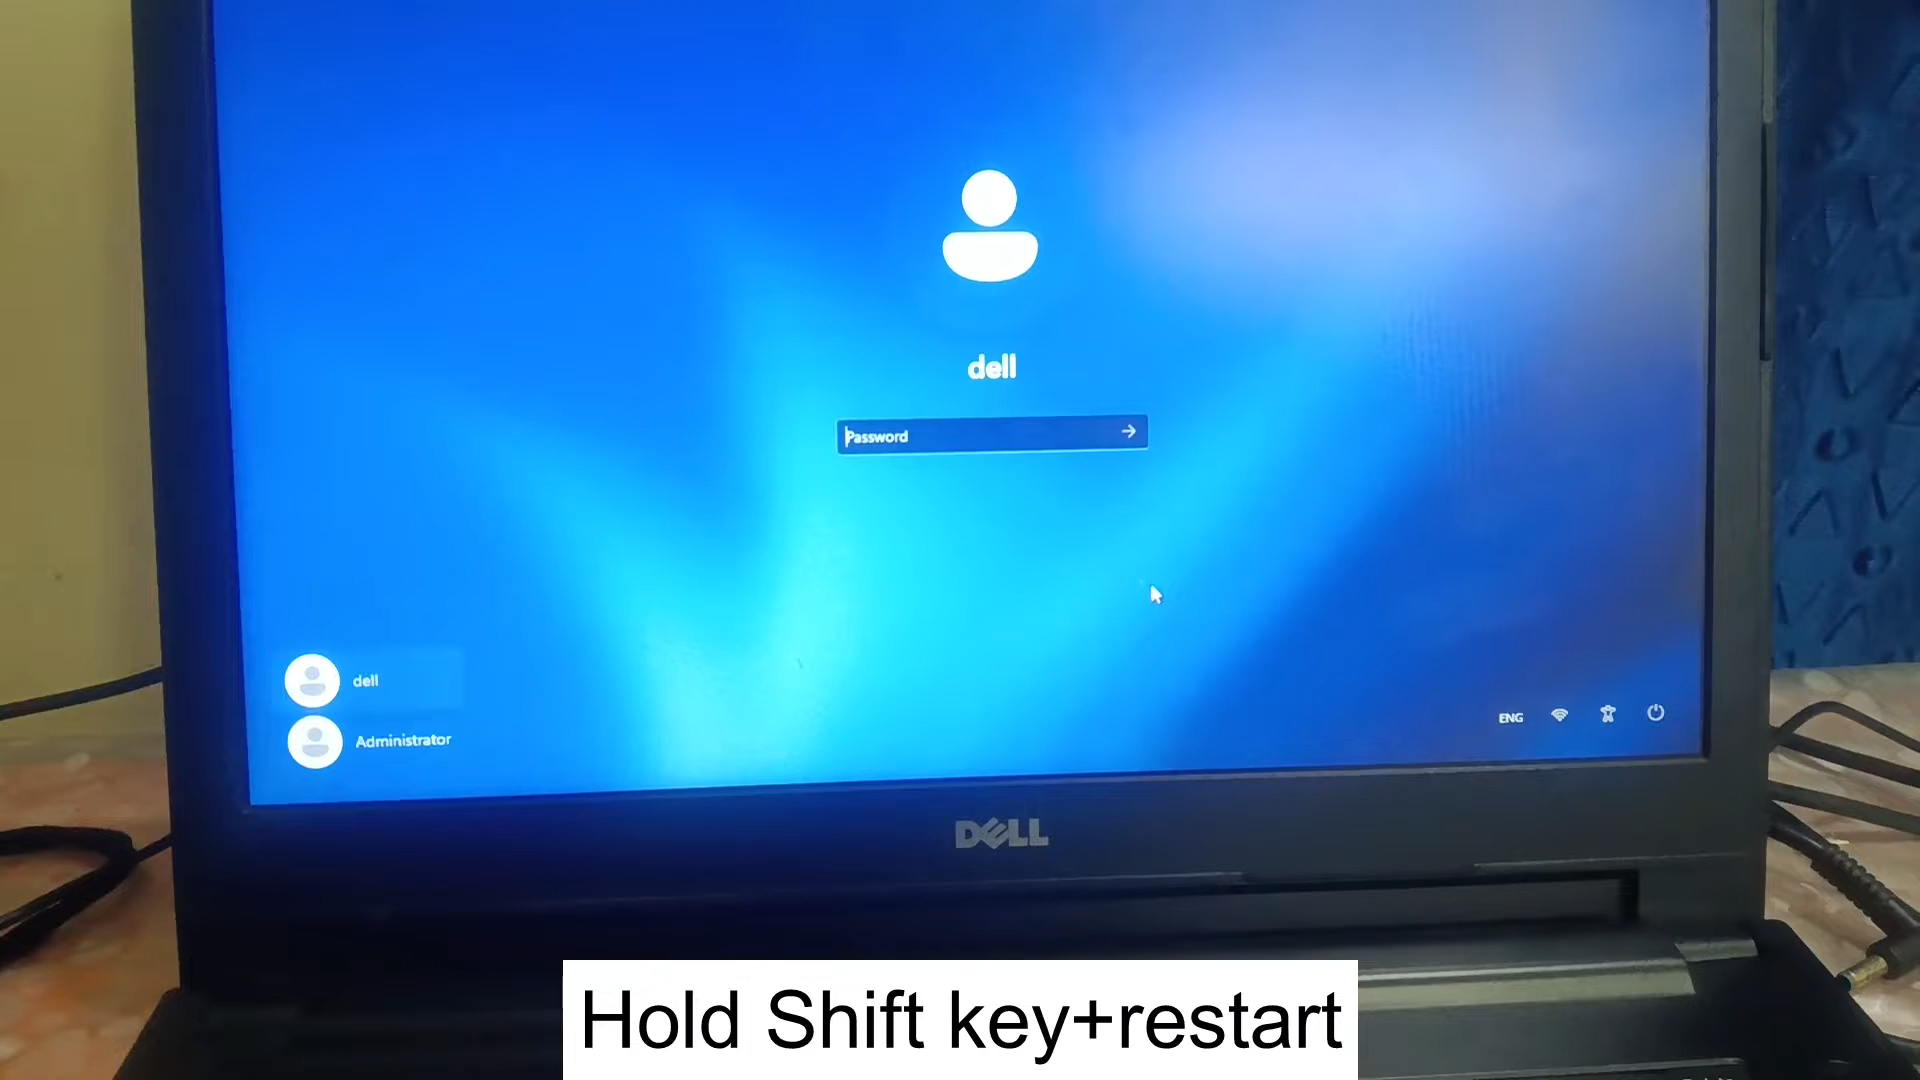 dell
Password
dell
Administrator
ENG
DELL
Hold Shift key+restart